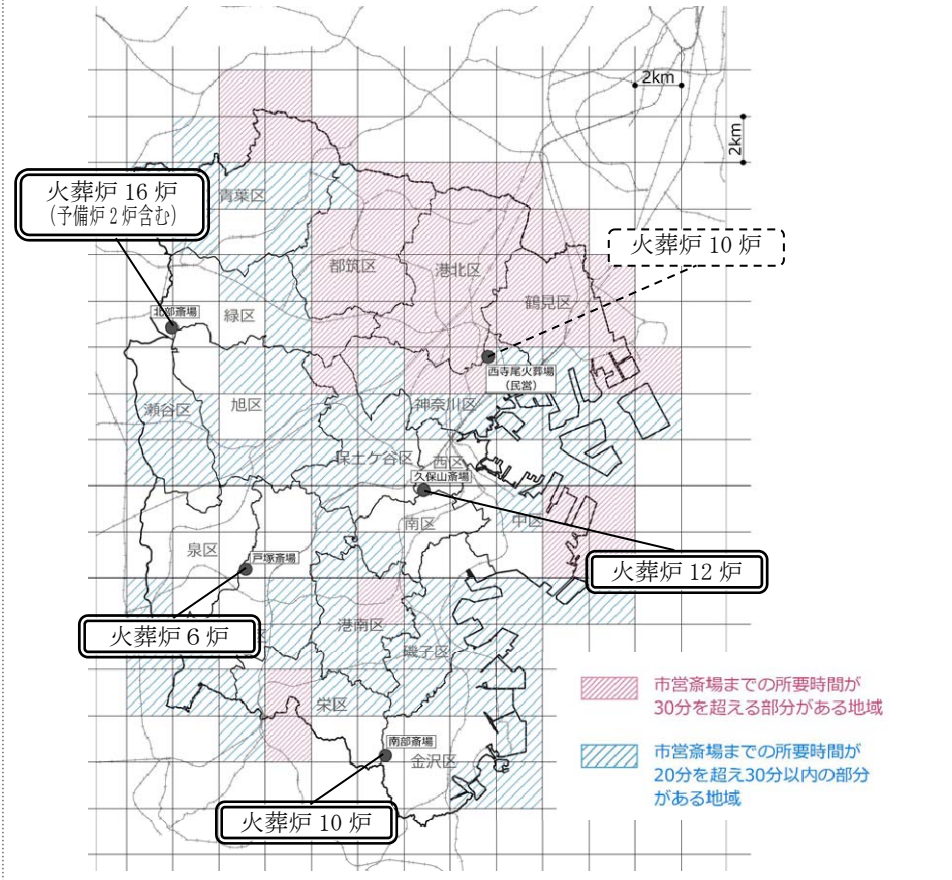 2km
2km
火葬炉 16 炉
(予備炉 2 炉含む)
青葉区
火葬炉 10 炉
都筑区
港北区
鶴見区
北部斎場
緑区
西寺尾火葬場
(民営)
瀬谷区
旭区
神奈川区
保土ケ谷区
西区
久保山斎場
南区
中区
泉区
戸塚斎場
火葬炉 12 炉
火葬炉 6 炉
区
港南区
磯子区
栄区
市営斎場までの所要時間が
30分を超える部分がある地域
南部斎場
金沢区
市営斎場までの所要時間が
20分を超え30分以内の部分
がある地域
火葬炉 10 炉